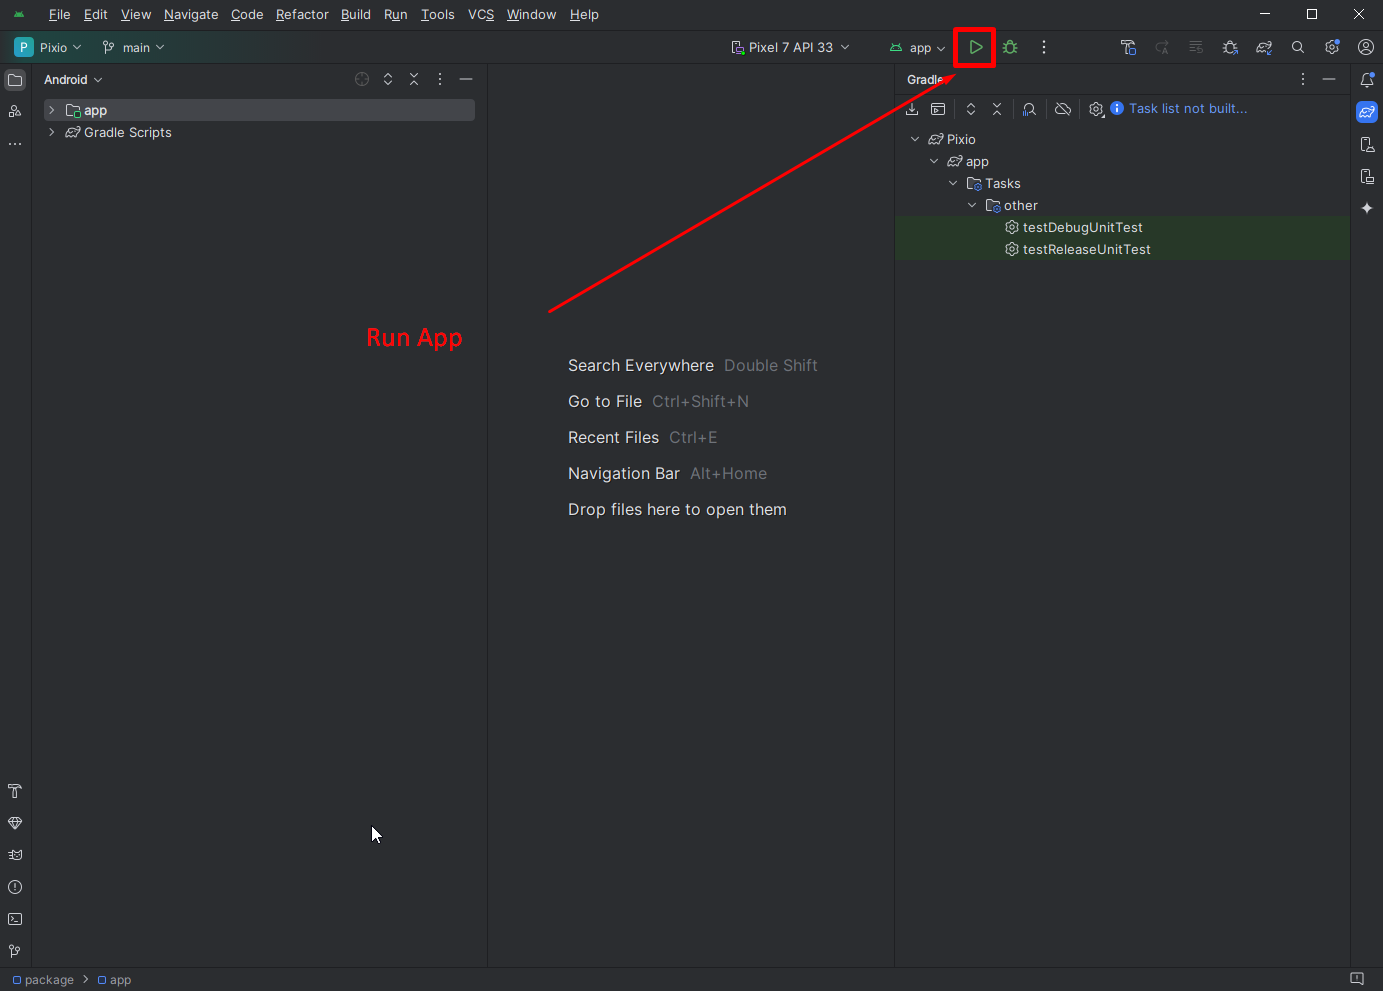 File Edit View Navigate Code Refactor Build Run Tools VCS Window Help
P Pixio main Pixel 7 API 33 app
Android
Gradle
app
Gradle Scripts
Task list not built...
Pixio
app
Tasks
other
testDebugUnitTest
testReleaseUnitTest
Run App
Search Everywhere Double Shift
Go to File Ctrl+Shift+N
Recent Files Ctrl+E
Navigation Bar Alt+Home
Drop files here to open them
package app